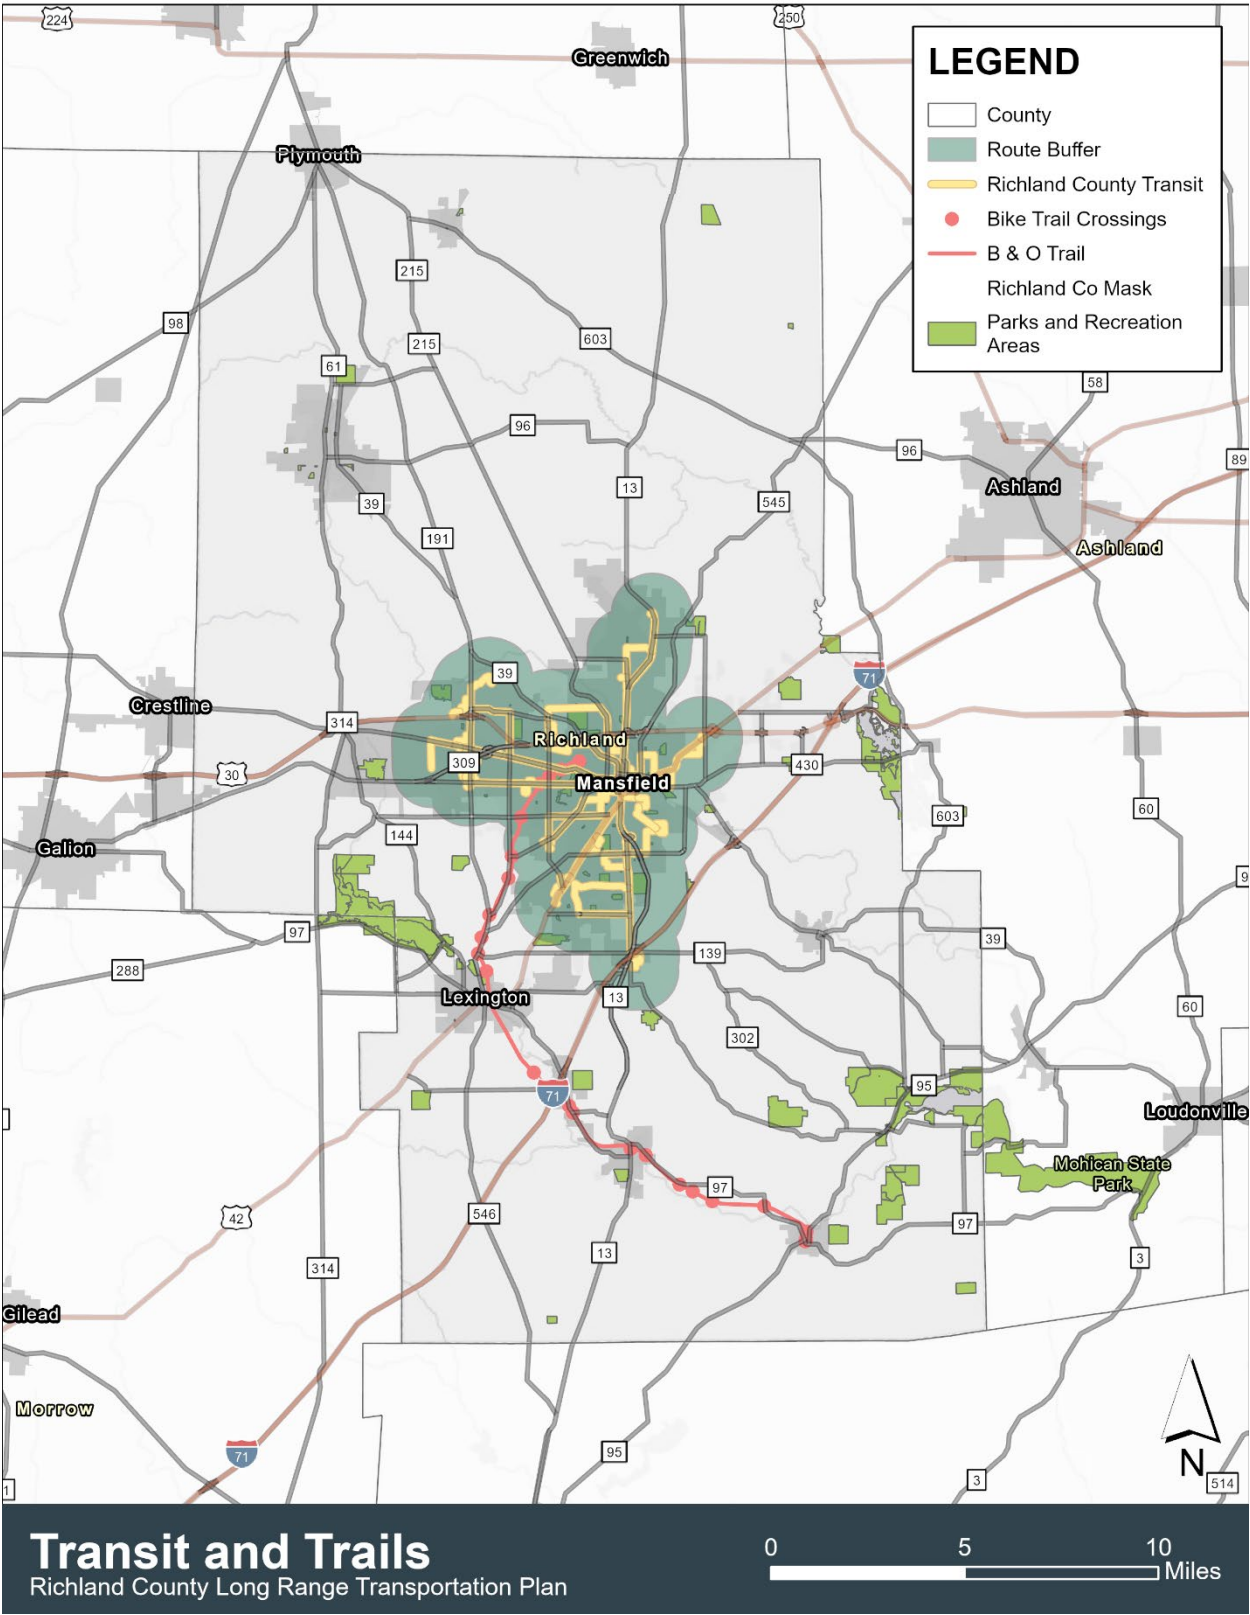 224
250
Greenwich
LEGEND
County
Route Buffer
Richland County Transit
Bike Trail Crossings
B & O Trail
Richland Co Mask
Parks and Recreation
Areas
Plymouth
215
98
603
215
61
58
96
96
89
13
Ashland
39
545
191
Ashland
39
71
Crestline
314
Richland
309
430
30
Mansfield
60
603
144
Galion
9
97
39
139
288
Lexington
13
60
302
95
71
Loudonville
Mohican State
Park
97
546
42
97
13
3
314
Gilead
Morrow
71
95
N
3
514
1
Transit and Trails
Richland County Long Range Transportation Plan
0 5 10
Miles